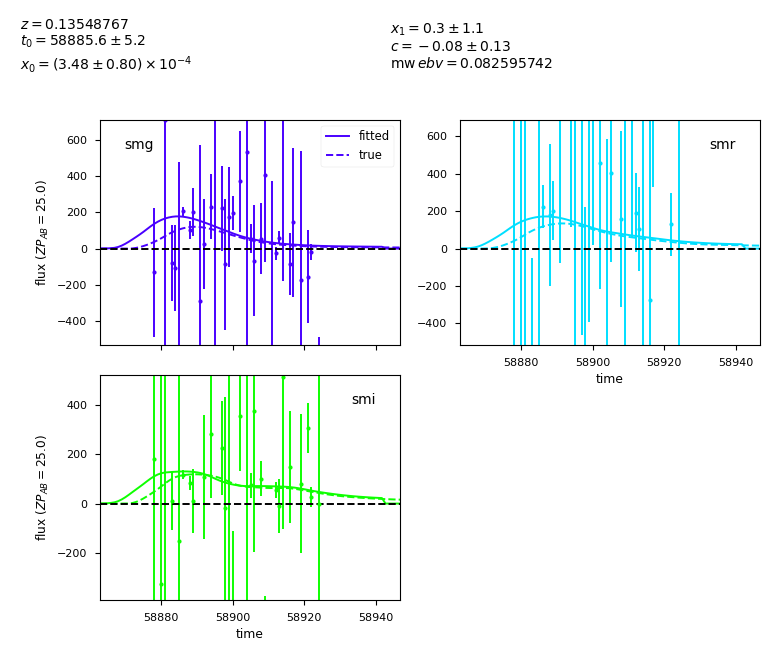 z = 0.13548767
t₀ = 58885.6 ± 5.2
x₀ = (3.48 ± 0.80) × 10⁻⁴
x₁ = 0.3 ± 1.1
c = −0.08 ± 0.13
mw ebv = 0.082595742
smg
fitted
true
600
400
200
0
−200
−400
flux (ZP_AB = 25.0)
smr
600
400
200
0
−200
−400
58880 58900 58920 58940
time
smi
400
200
0
−200
flux (ZP_AB = 25.0)
58880 58900 58920 58940
time